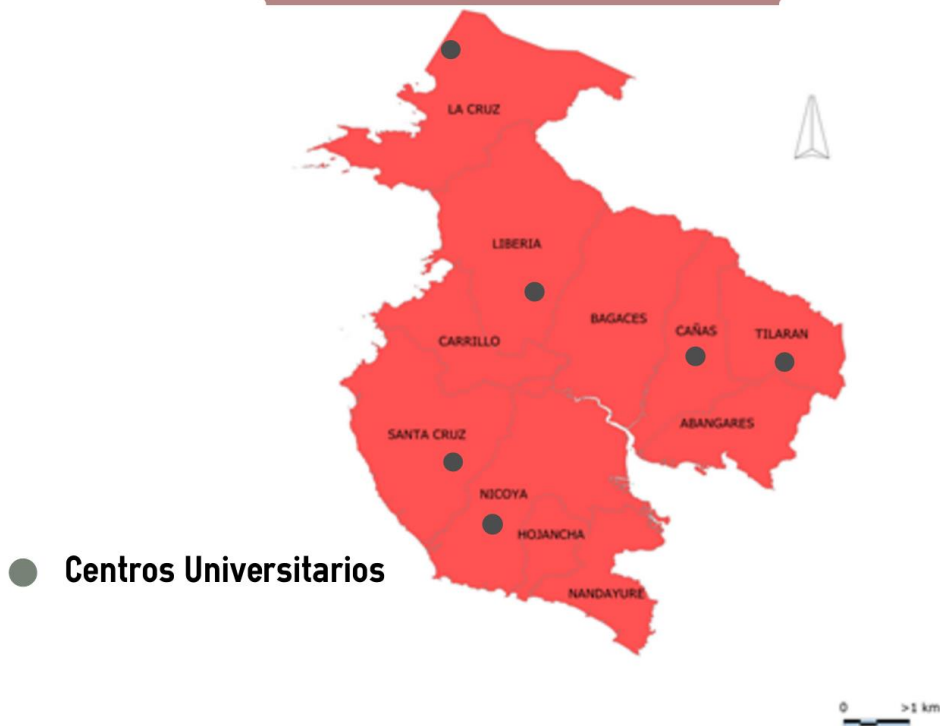 LA CRUZ
LIBERIA
BAGACES
CAÑAS
TILARAN
CARRILLO
ABANGARES
SANTA CRUZ
NICOYA
HOJANCHA
Centros Universitarios
NANDAYURE
0 >1 km